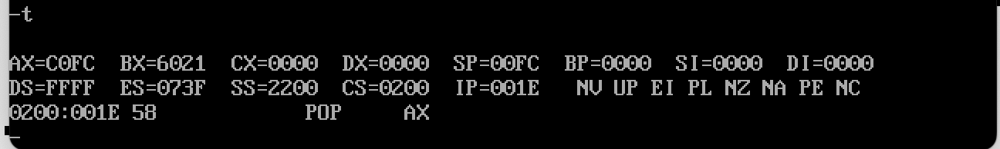 -t
AX=C0FC  BX=6021  CX=0000  DX=0000  SP=00FC  BP=0000  SI=0000  DI=0000
DS=FFFF  ES=073F  SS=2200  CS=0200  IP=001E   NV UP EI PL NZ NA PE NC
0200:001E 58            POP     AX
-